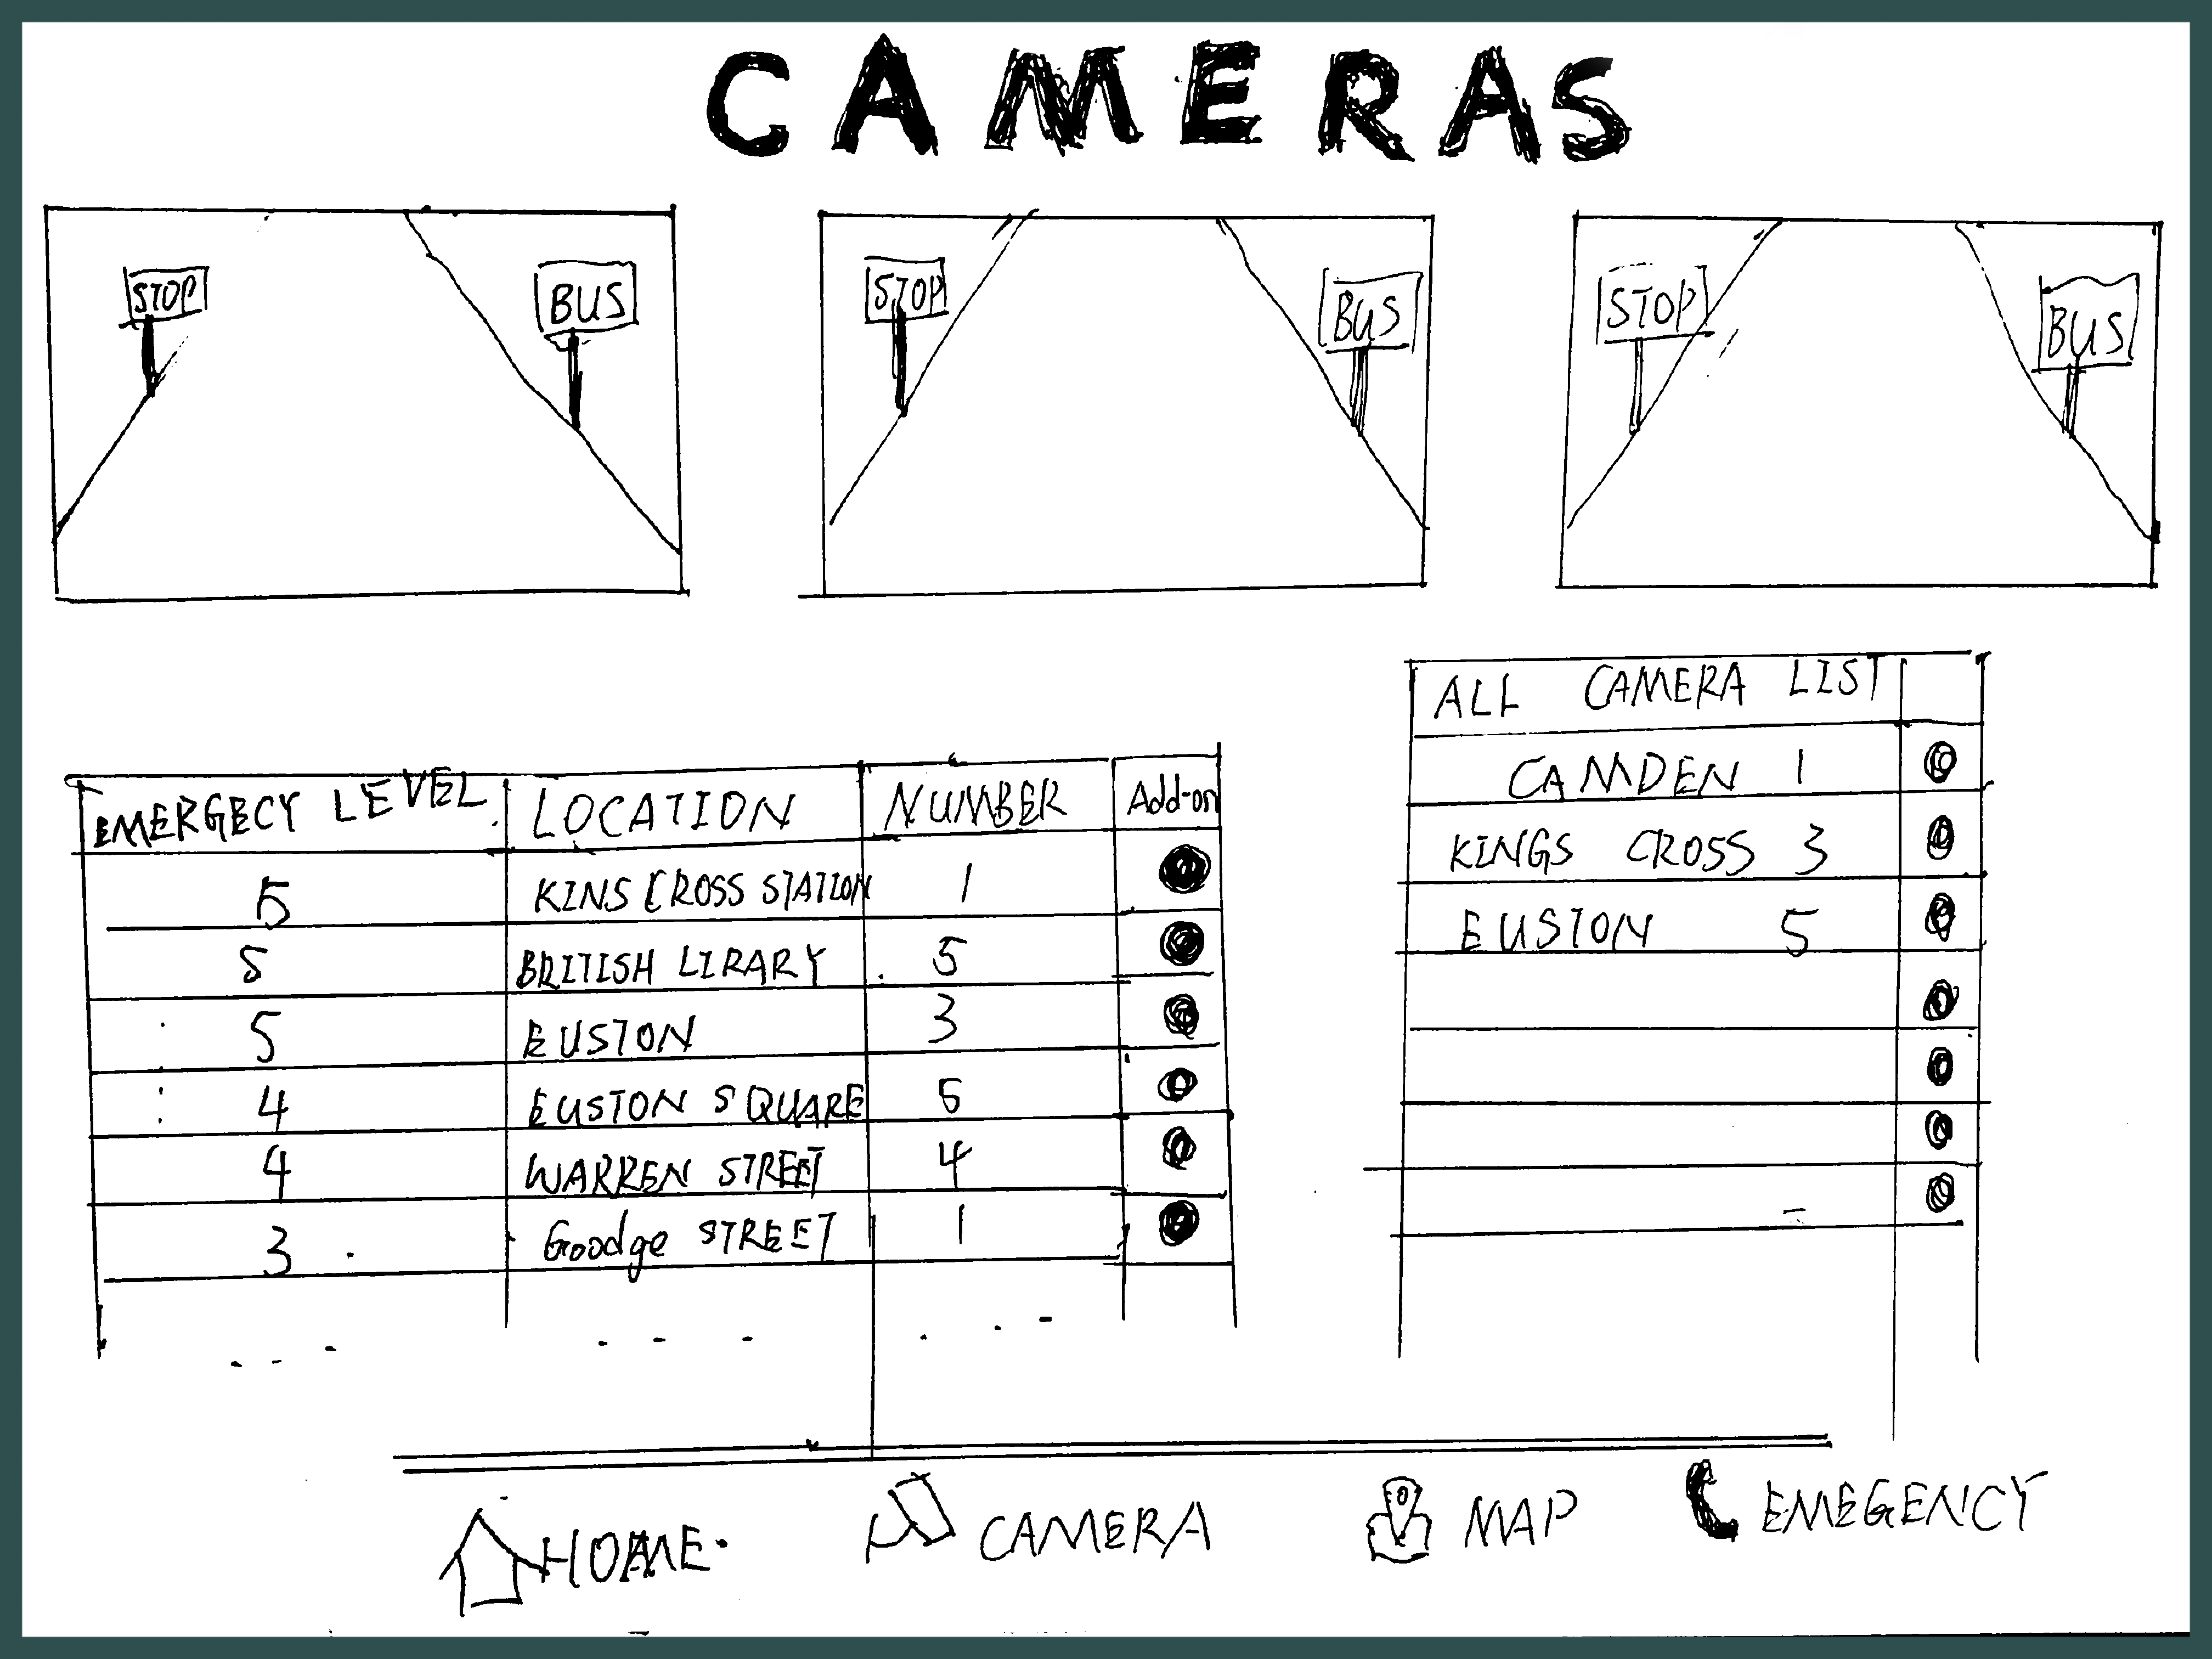 CAMERAS
STOP
BUS
STOP
BUS
STOP
BUS
EMERGECY LEVEL LOCATION NUMBER Add-on
5 KINS CROSS STATION 1
5 BRITISH LIRARY 5
5 EUSTON 3
4 EUSTON SQUARE 5
4 WARREN STREET 4
3 Goodge STREET 1
ALL CAMERA LIST
CAMDEN 1
KINGS CROSS 3
EUSTON 5
HOME
CAMERA
MAP
EMEGENCY